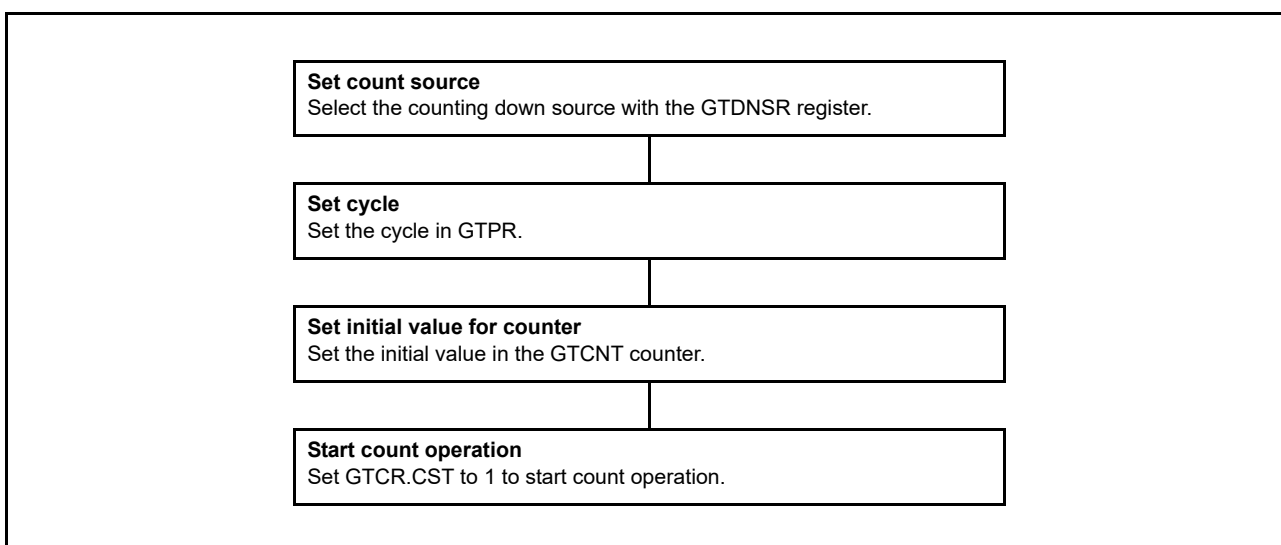 Set count source
Select the counting down source with the GTDNSR register.
Set cycle
Set the cycle in GTPR.
Set initial value for counter
Set the initial value in the GTCNT counter.
Start count operation
Set GTCR.CST to 1 to start count operation.